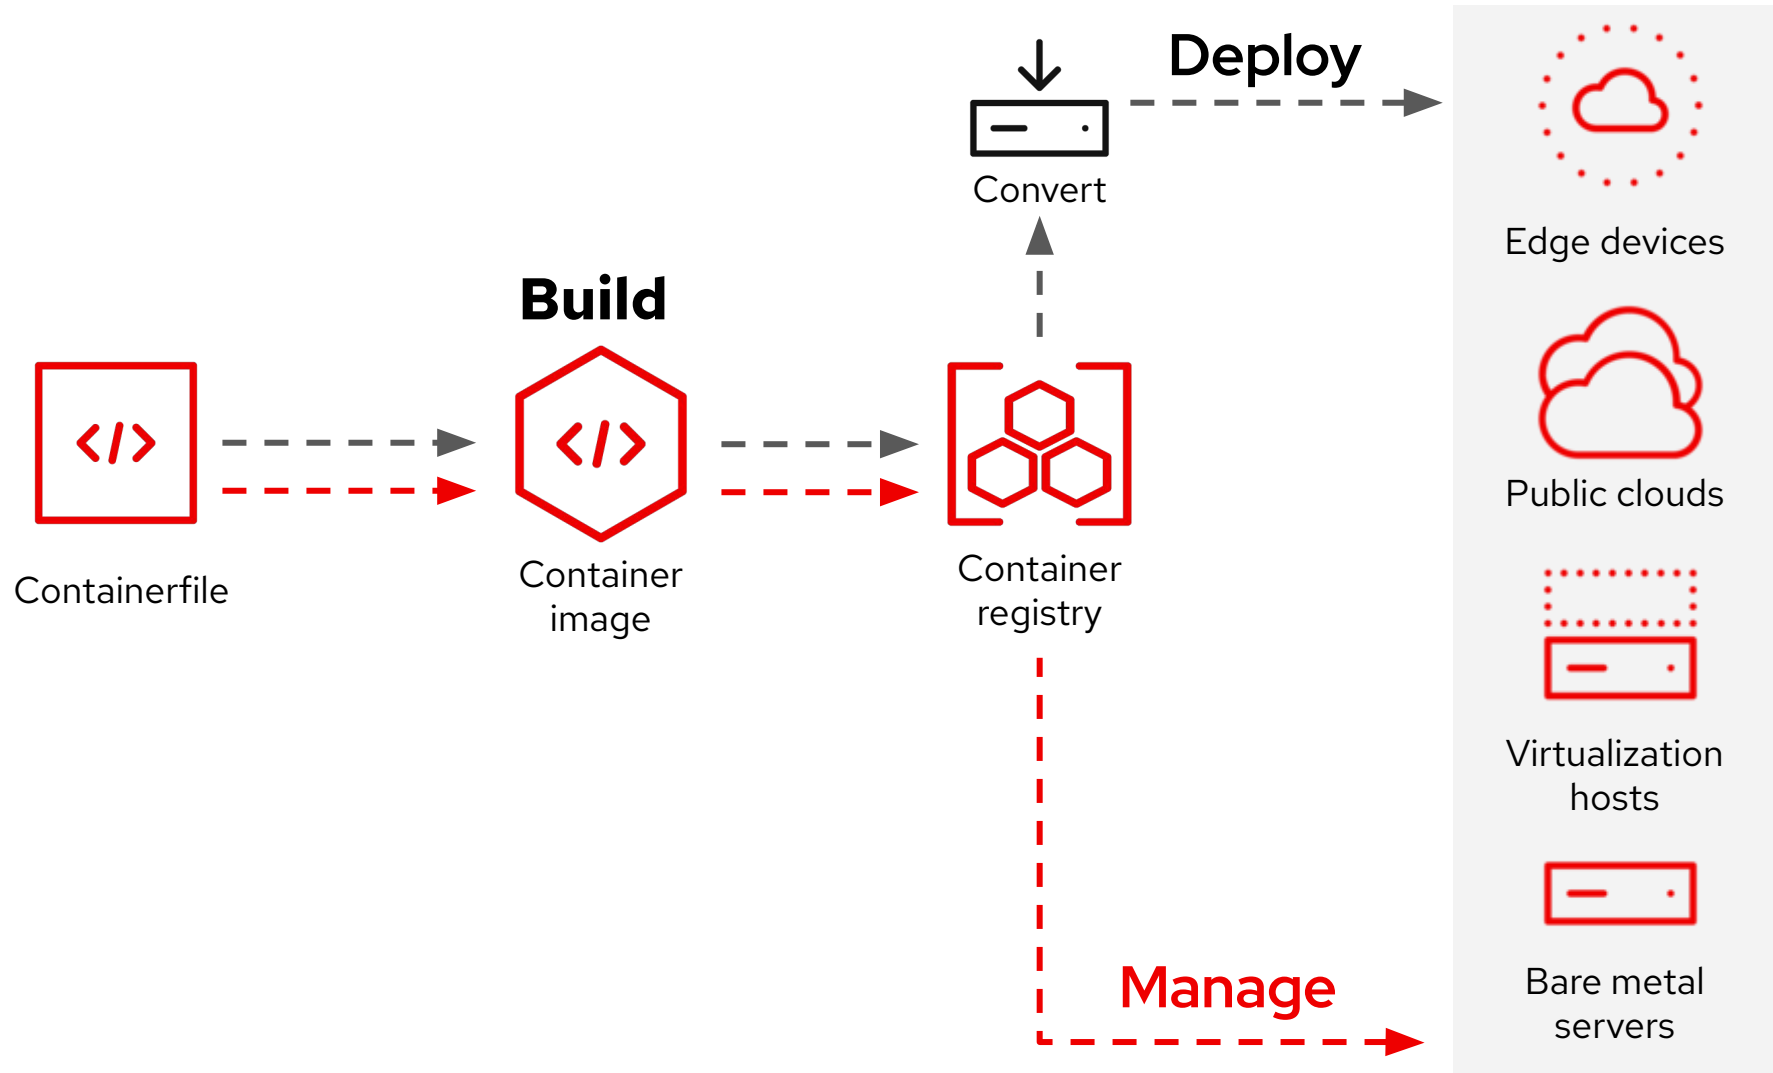 Deploy
Convert
Build
Containerfile
Container
image
Container
registry
Manage
Edge devices
Public clouds
Virtualization
hosts
Bare metal
servers